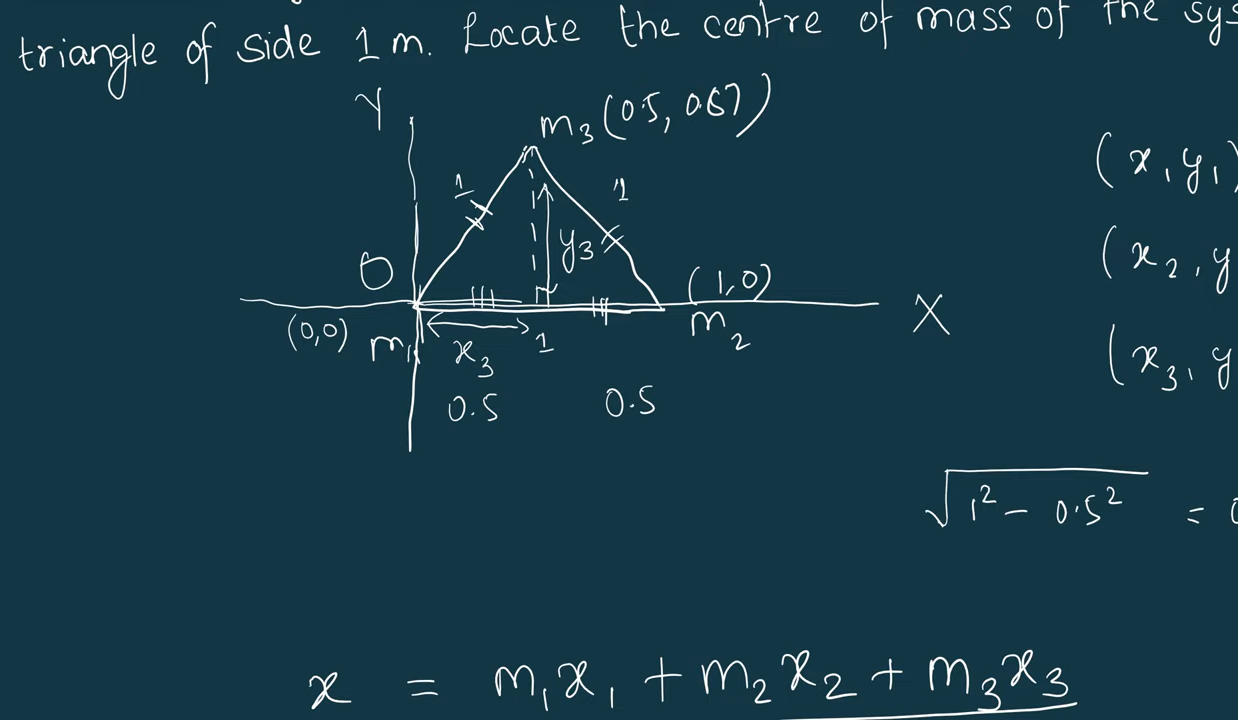 triangle of side 1 m. Locate the centre of mass of the sys
Y
m₃ (0.5, 0.67)
(x₁ y₁)
1
1
y₃
(x₂, y
O
(1,0)
X
(0,0)
m₁
x₃
1
m₂
(x₃, y
0.5
0.5
√1² - 0.5² = 0
x = m₁x₁ + m₂x₂ + m₃x₃